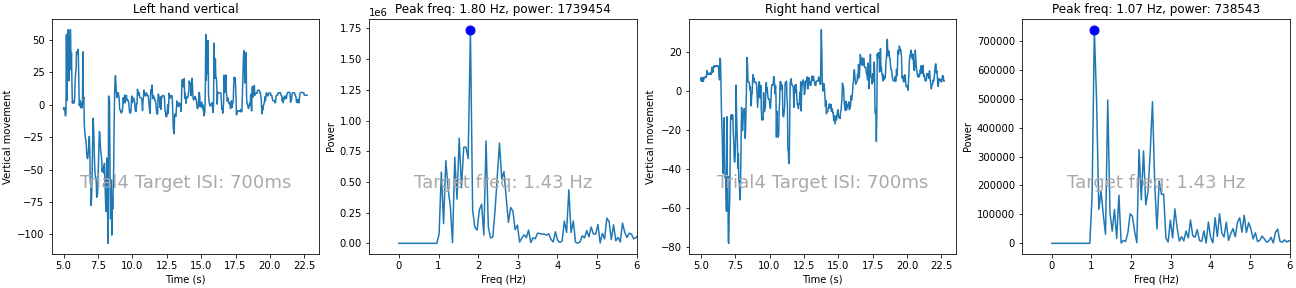 Left hand vertical
Vertical movement
50
25
0
−25
−50
−75
−100
Trial4 Target ISI: 700ms
5.0 7.5 10.0 12.5 15.0 17.5 20.0 22.5
Time (s)
Peak freq: 1.80 Hz, power: 1739454
1e6
Power
1.75
1.50
1.25
1.00
0.75
0.50
0.25
0.00
Target freq: 1.43 Hz
0 1 2 3 4 5 6
Freq (Hz)
Right hand vertical
Vertical movement
20
0
−20
−40
−60
−80
Trial4 Target ISI: 700ms
5.0 7.5 10.0 12.5 15.0 17.5 20.0 22.5
Time (s)
Peak freq: 1.07 Hz, power: 738543
Power
700000
600000
500000
400000
300000
200000
100000
0
Target freq: 1.43 Hz
0 1 2 3 4 5 6
Freq (Hz)